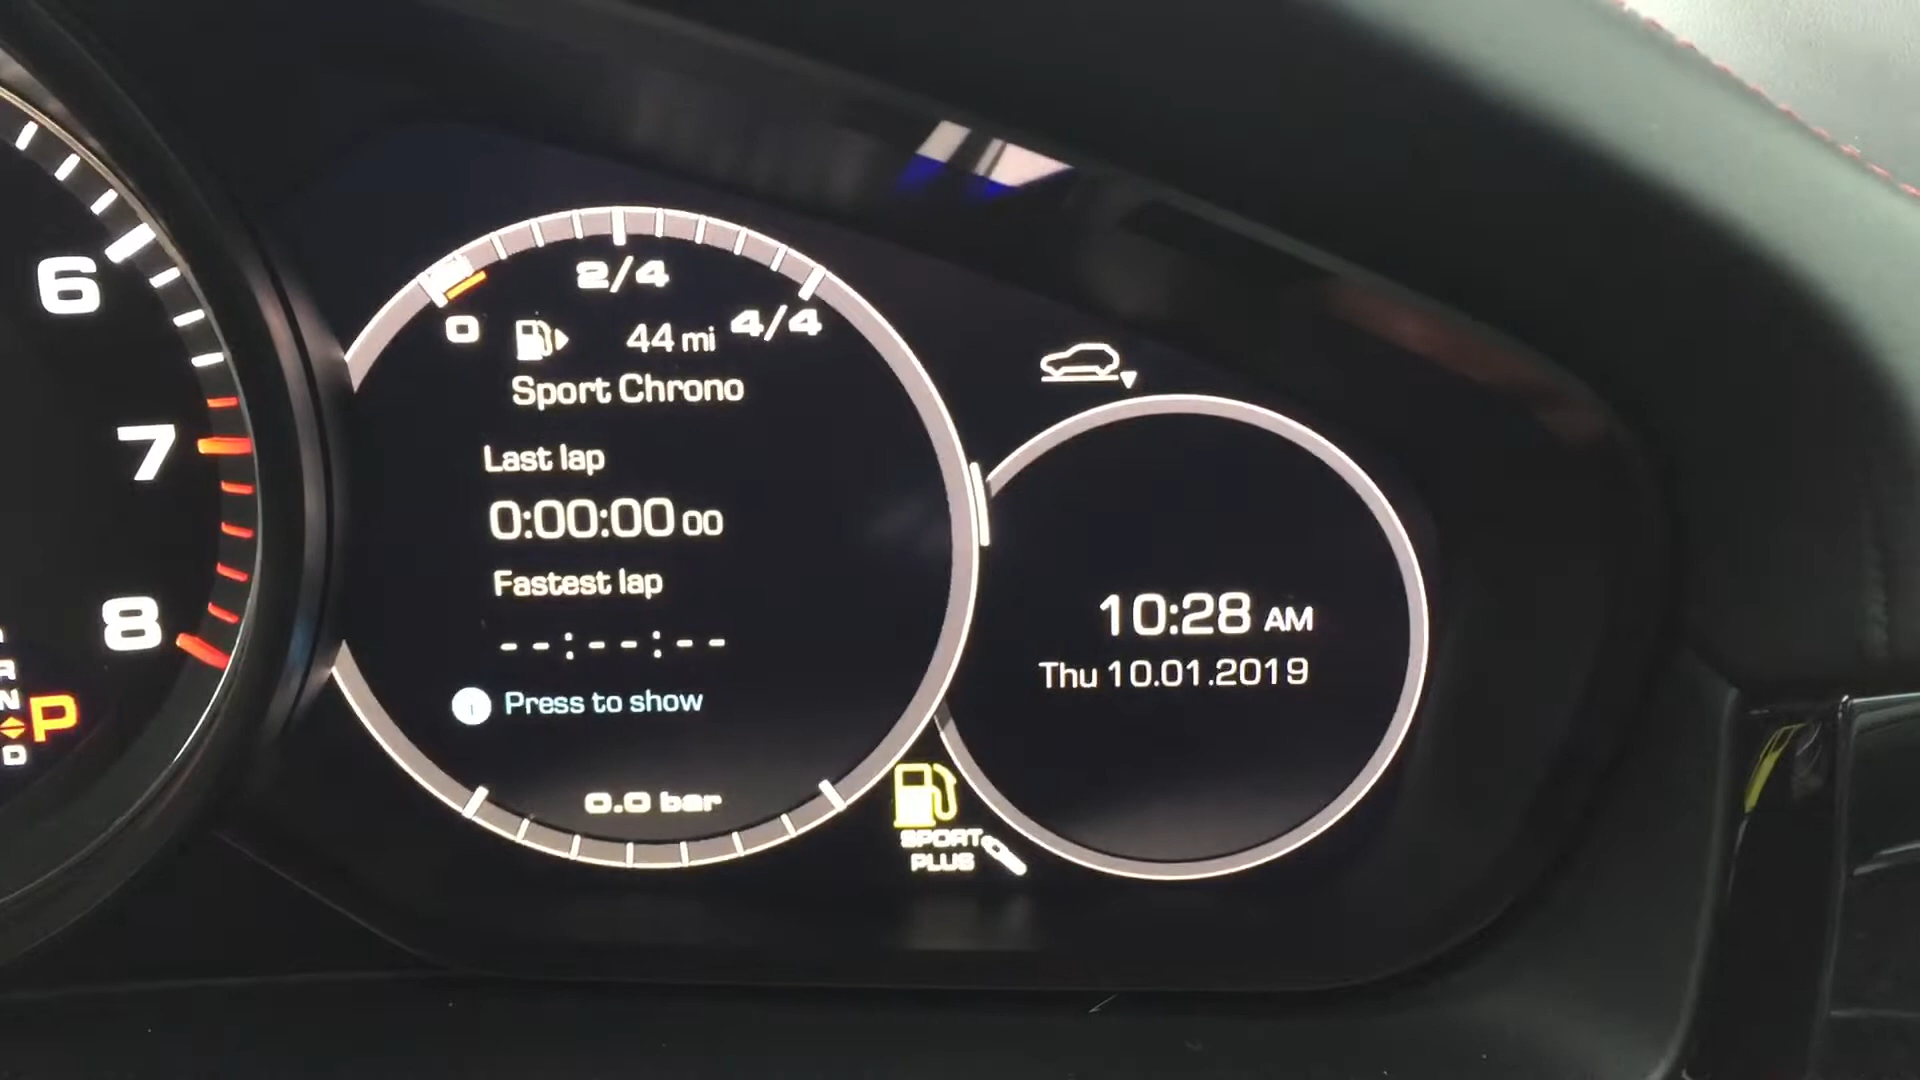 6
7
8
N
P
D
2/4
0
4/4
44 mi
Sport Chrono
Last lap
0:00:00 00
Fastest lap
--:--:--
i Press to show
0.0 bar
SPORT
PLUS
10:28 AM
Thu 10.01.2019